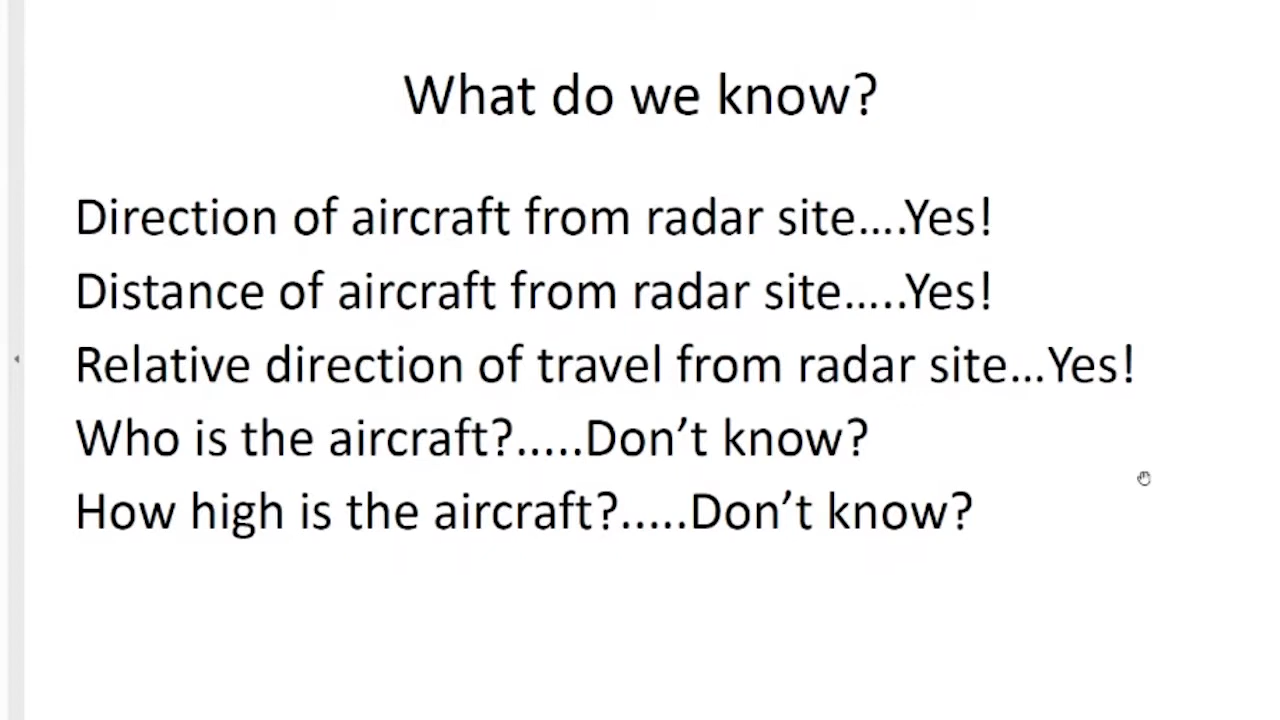 What do we know?
Direction of aircraft from radar site....Yes!
Distance of aircraft from radar site.....Yes!
Relative direction of travel from radar site...Yes!
Who is the aircraft?.....Don’t know?
How high is the aircraft?.....Don’t know?